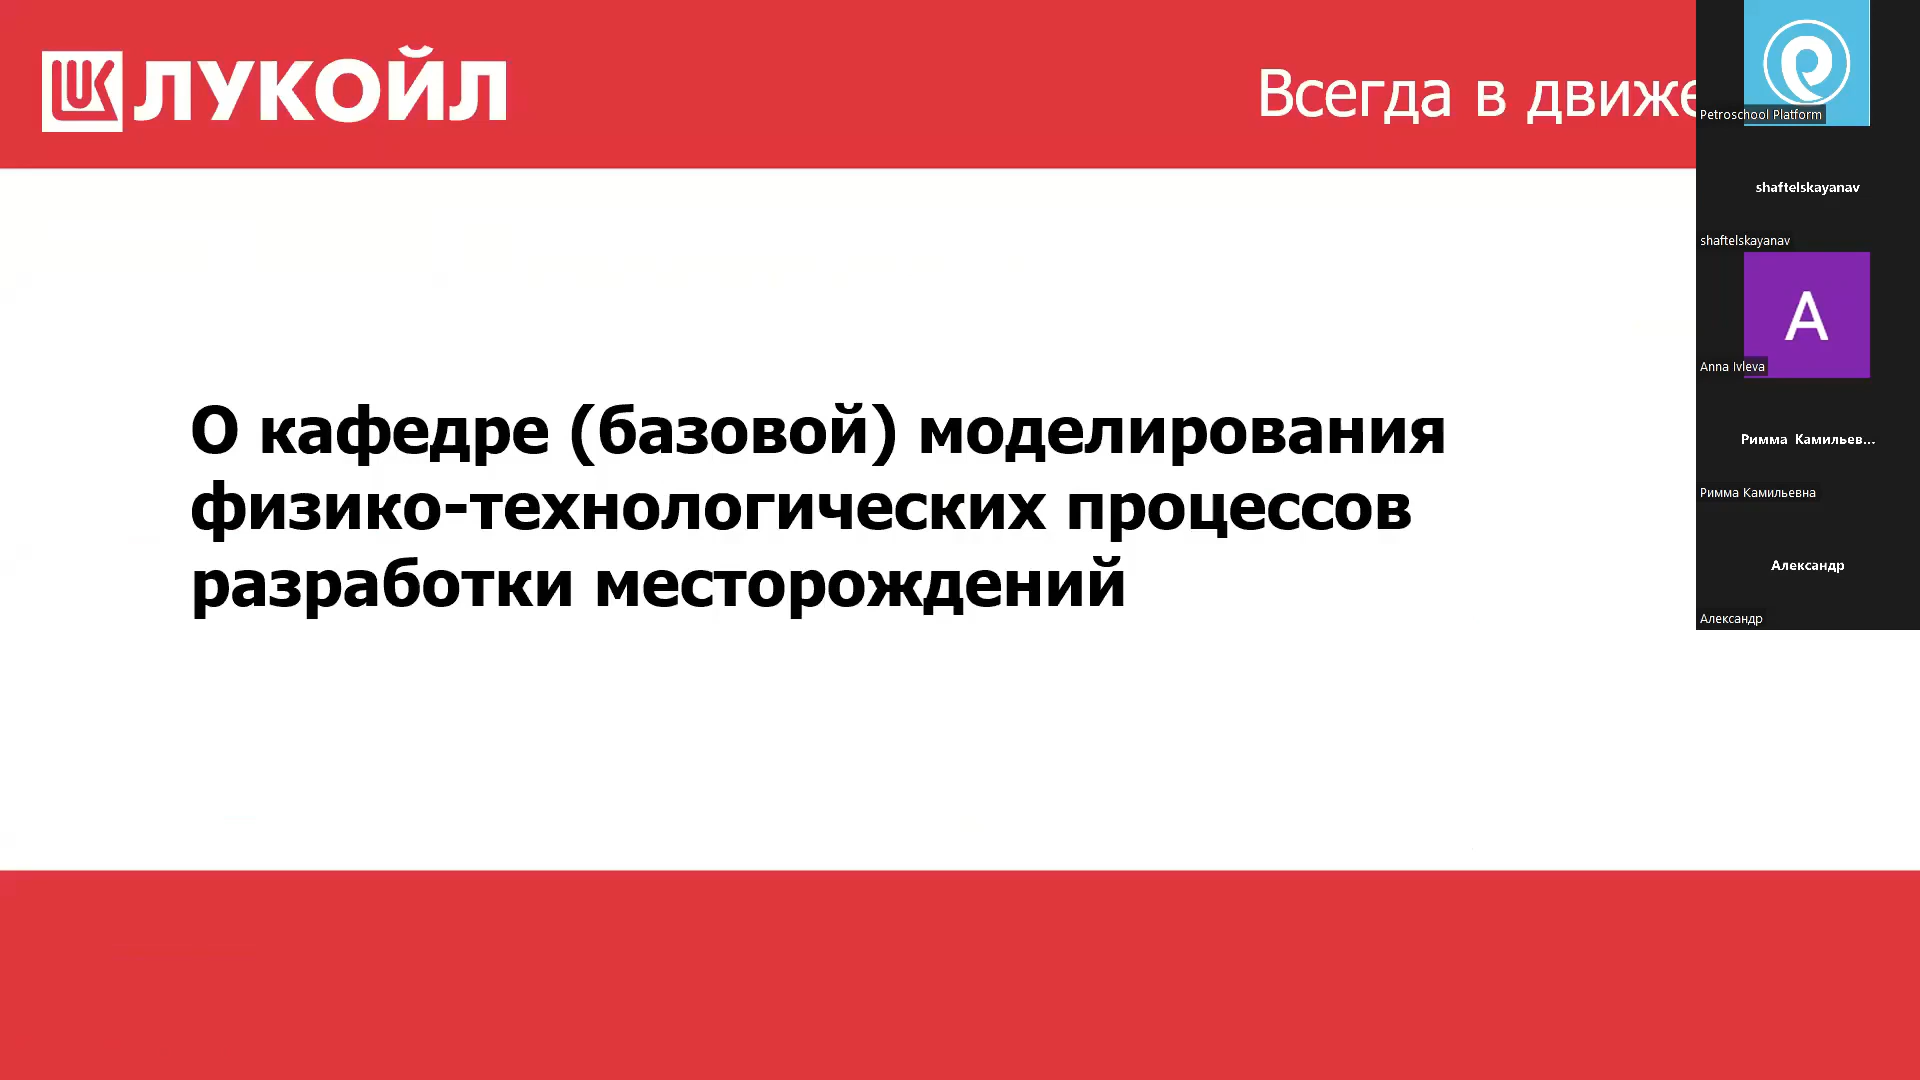 ЛУКОЙЛ
Всегда в движе
О кафедре (базовой) моделирования
физико-технологических процессов
разработки месторождений
Petroschool Platform
shaftelskayanav
shaftelskayanav
A
Anna Ivleva
Римма Камильев...
Римма Камильевна
Александр
Александр